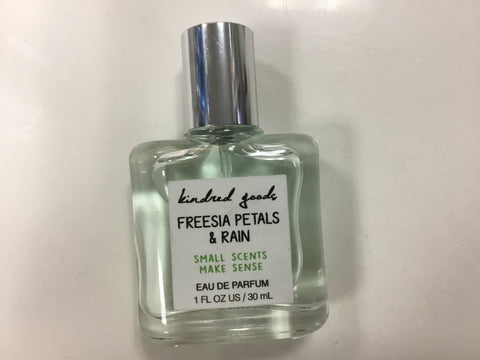 kindred goods
FREESIA PETALS
& RAIN
SMALL SCENTS
MAKE SENSE
EAU DE PARFUM
1 FL OZ US / 30 mL